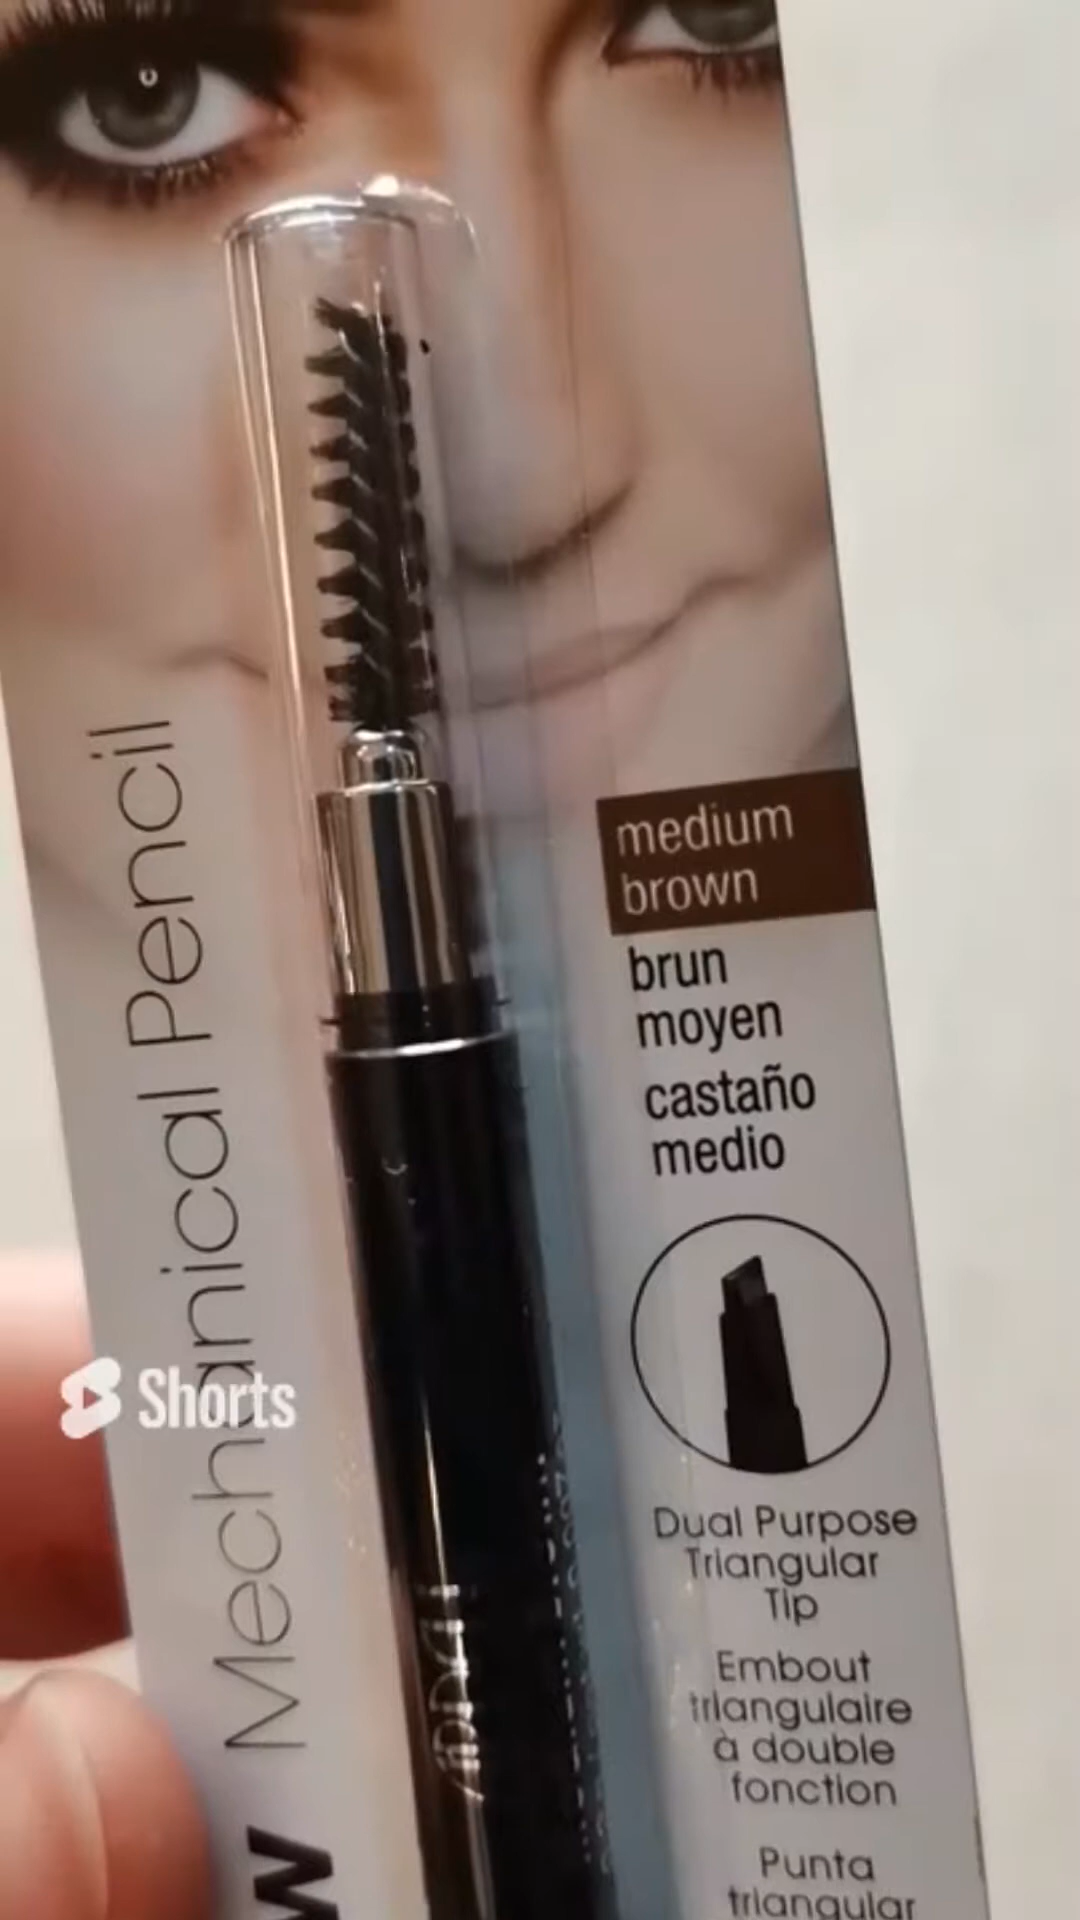 Mechanical Pencil
w
medium
brown
brun
moyen
castaño
medio
Dual Purpose
Triangular
Tip
Embout
triangulaire
à double
fonction
Punta
triangular
Ardell
Shorts